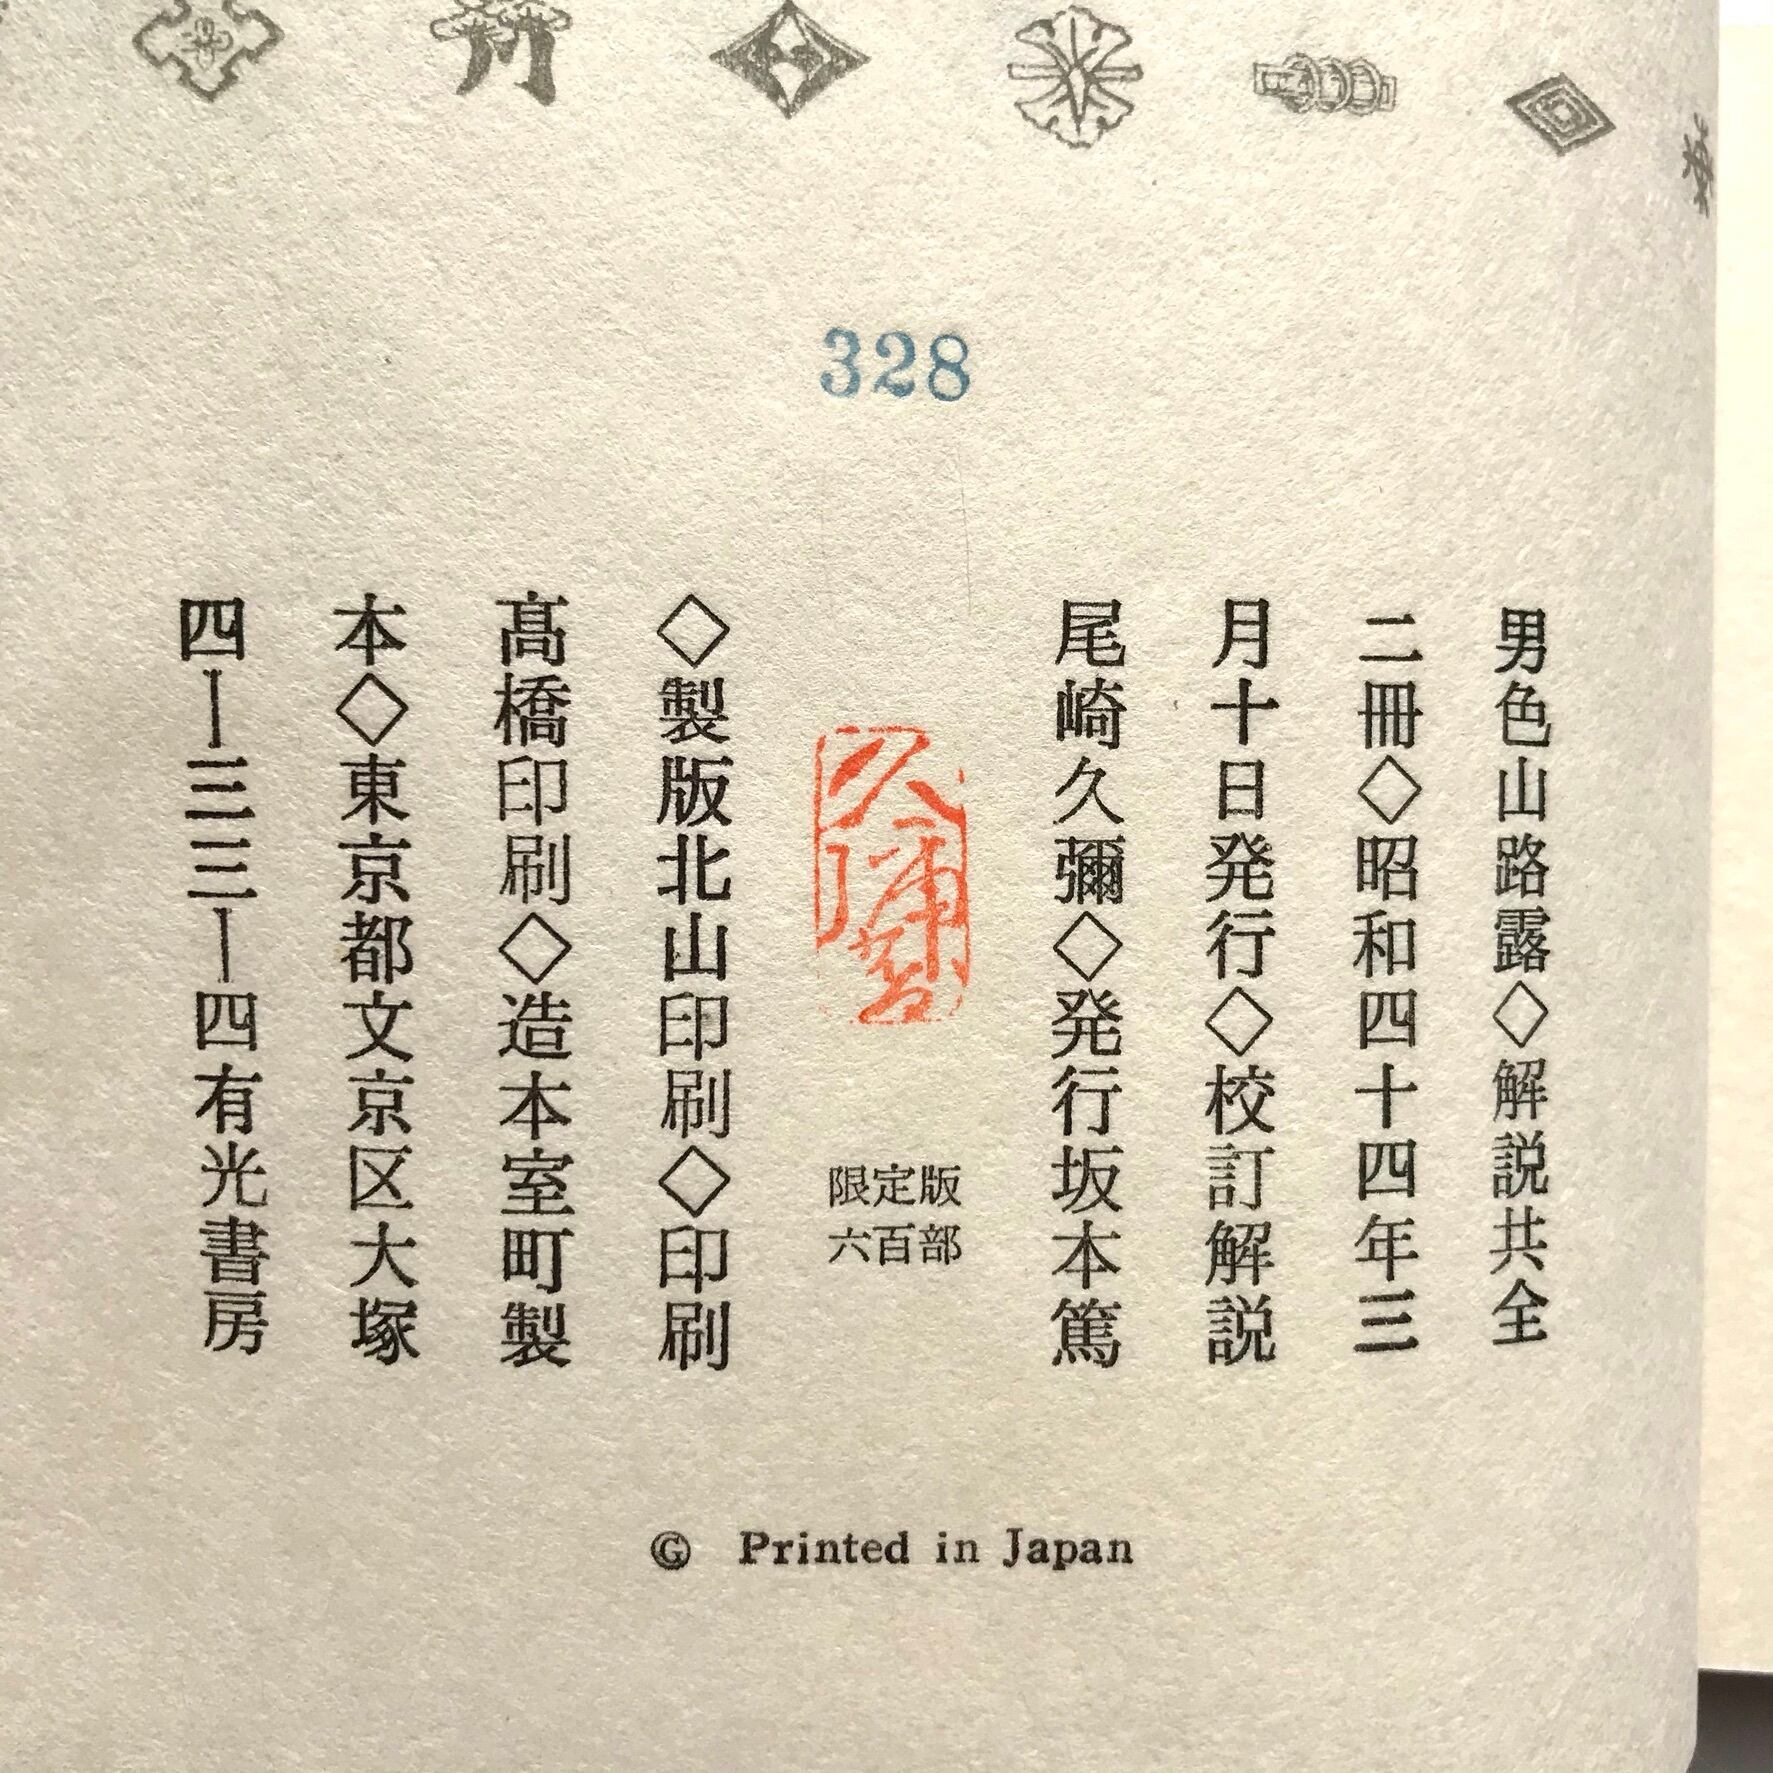 328
男色山路露◇解説共全
二冊◇昭和四十四年三
月十日発行◇校訂解説
尾崎久彌◇発行坂本篤
限定版
六百部
◇製版北山印刷◇印刷
髙橋印刷◇造本室町製
本◇東京都文京区大塚
四―三三―四有光書房
© Printed in Japan